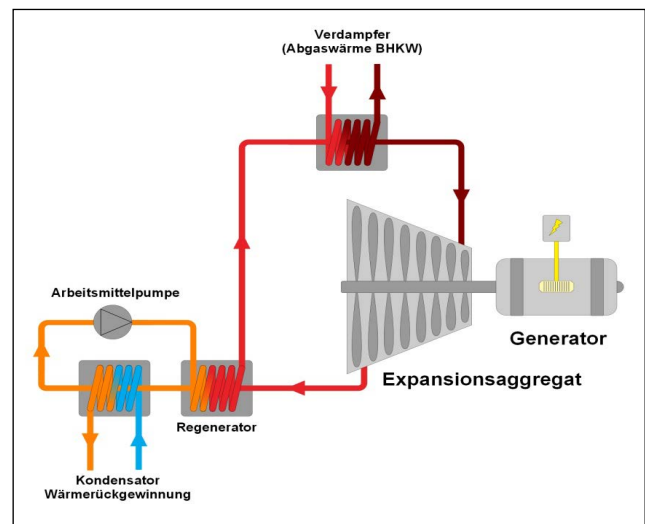 Verdampfer
(Abgaswärme BHKW)
Arbeitsmittelpumpe
Generator
Expansionsaggregat
Regenerator
Kondensator
Wärmerückgewinnung